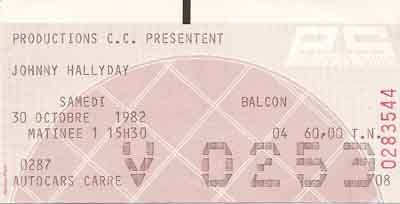 PRODUCTIONS C.C. PRESENTENT
JOHNNY HALLYDAY
SAMEDI BALCON
30 OCTOBRE 1982
MATINEE 1 15H30 04 60,00 T.N.
0287 V 0253
AUTOCARS CARRE 08
0283544